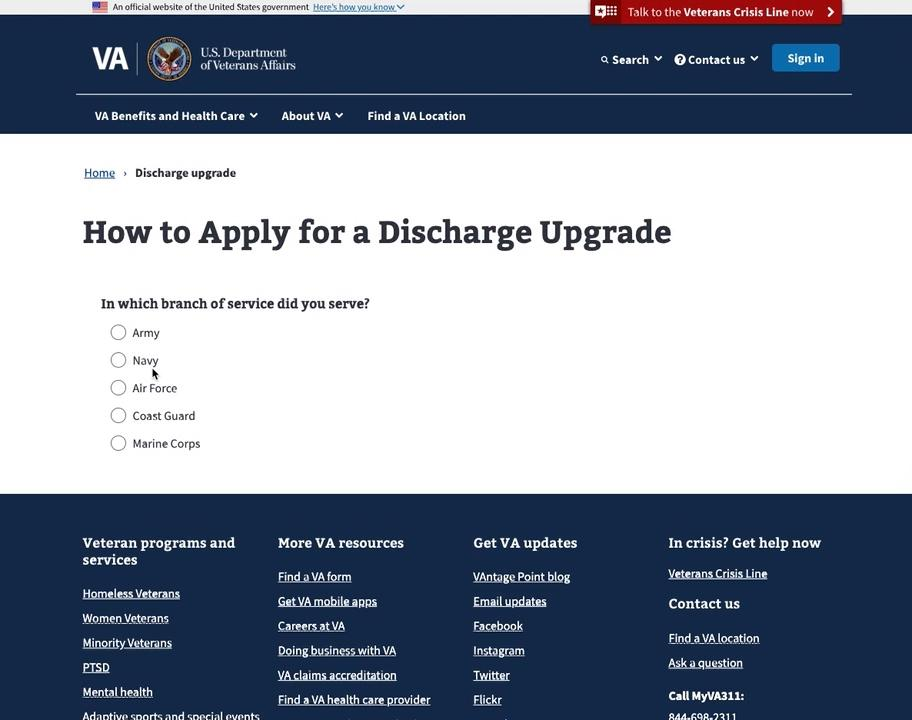 An official website of the United States government Here's how you know
Talk to the Veterans Crisis Line now
VA
U.S. Department
of Veterans Affairs
Search
Contact us
Sign in
VA Benefits and Health Care
About VA
Find a VA Location
Home › Discharge upgrade
How to Apply for a Discharge Upgrade
In which branch of service did you serve?
Army
Navy
Air Force
Coast Guard
Marine Corps
Veteran programs and
services
Homeless Veterans
Women Veterans
Minority Veterans
PTSD
Mental health
Adaptive sports and special events
More VA resources
Find a VA form
Get VA mobile apps
Careers at VA
Doing business with VA
VA claims accreditation
Find a VA health care provider
Get VA updates
VAntage Point blog
Email updates
Facebook
Instagram
Twitter
Flickr
In crisis? Get help now
Veterans Crisis Line
Contact us
Find a VA location
Ask a question
Call MyVA311:
844-698-2311